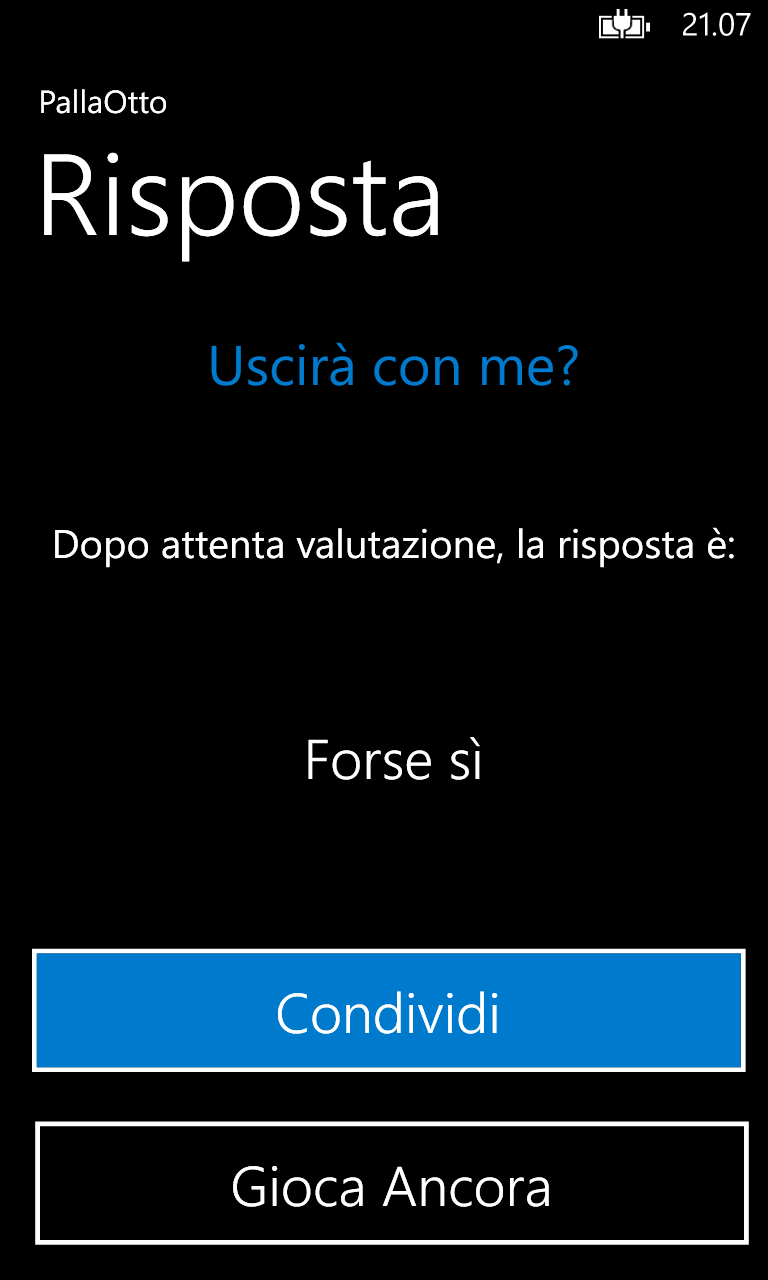 21.07
PallaOtto
Risposta
Uscirà con me?
Dopo attenta valutazione, la risposta è:
Forse sì
Condividi
Gioca Ancora